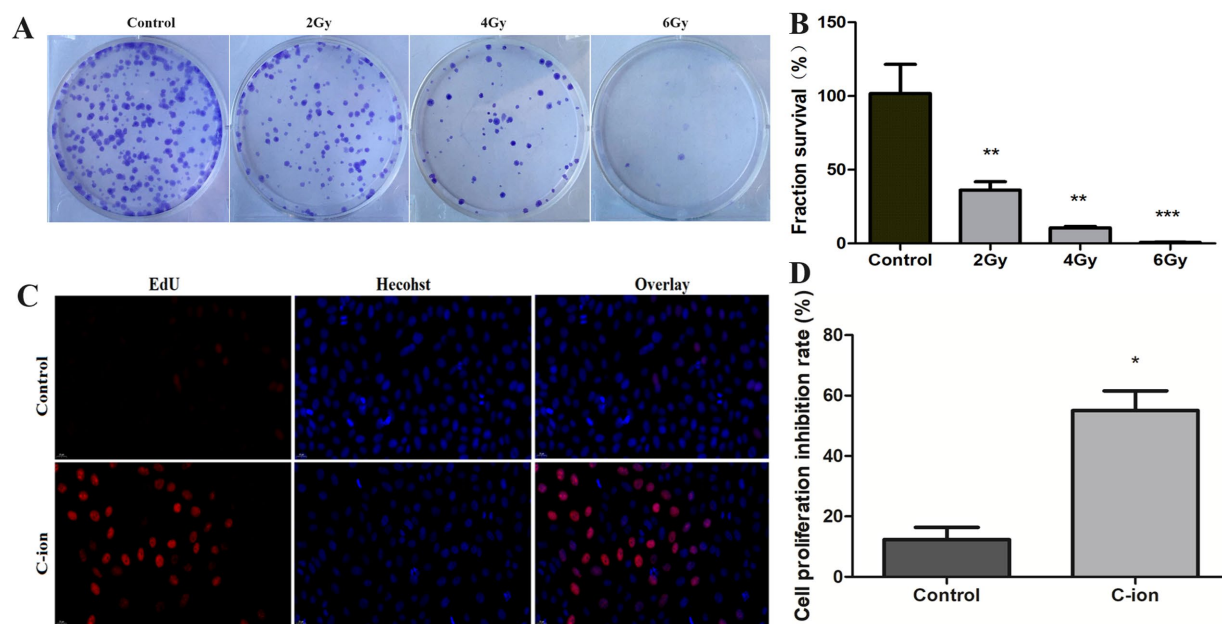 A
Control 2Gy 4Gy 6Gy
B
Fraction survival (%)
150
100
50
0
Control 2Gy 4Gy 6Gy
**
**
***
C
EdU Hecohst Overlay
Control
C-ion
D
Cell proliferation inhibition rate (%)
80
60
40
20
0
Control C-ion
*